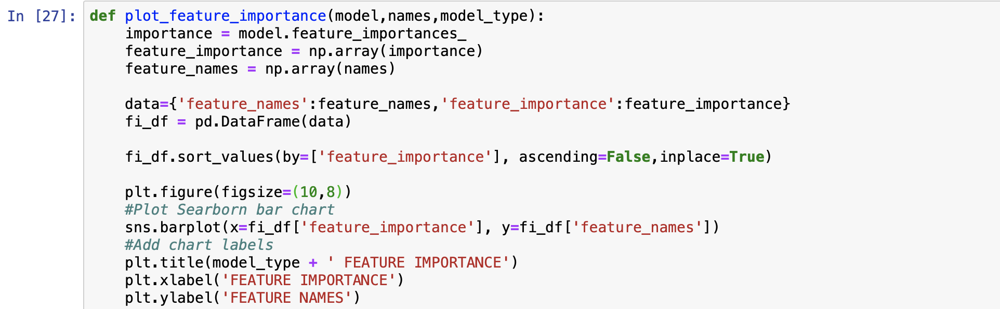 In [27]: def plot_feature_importance(model,names,model_type):
    importance = model.feature_importances_
    feature_importance = np.array(importance)
    feature_names = np.array(names)

    data={'feature_names':feature_names,'feature_importance':feature_importance}
    fi_df = pd.DataFrame(data)

    fi_df.sort_values(by=['feature_importance'], ascending=False,inplace=True)

    plt.figure(figsize=(10,8))
    #Plot Searborn bar chart
    sns.barplot(x=fi_df['feature_importance'], y=fi_df['feature_names'])
    #Add chart labels
    plt.title(model_type + ' FEATURE IMPORTANCE')
    plt.xlabel('FEATURE IMPORTANCE')
    plt.ylabel('FEATURE NAMES')